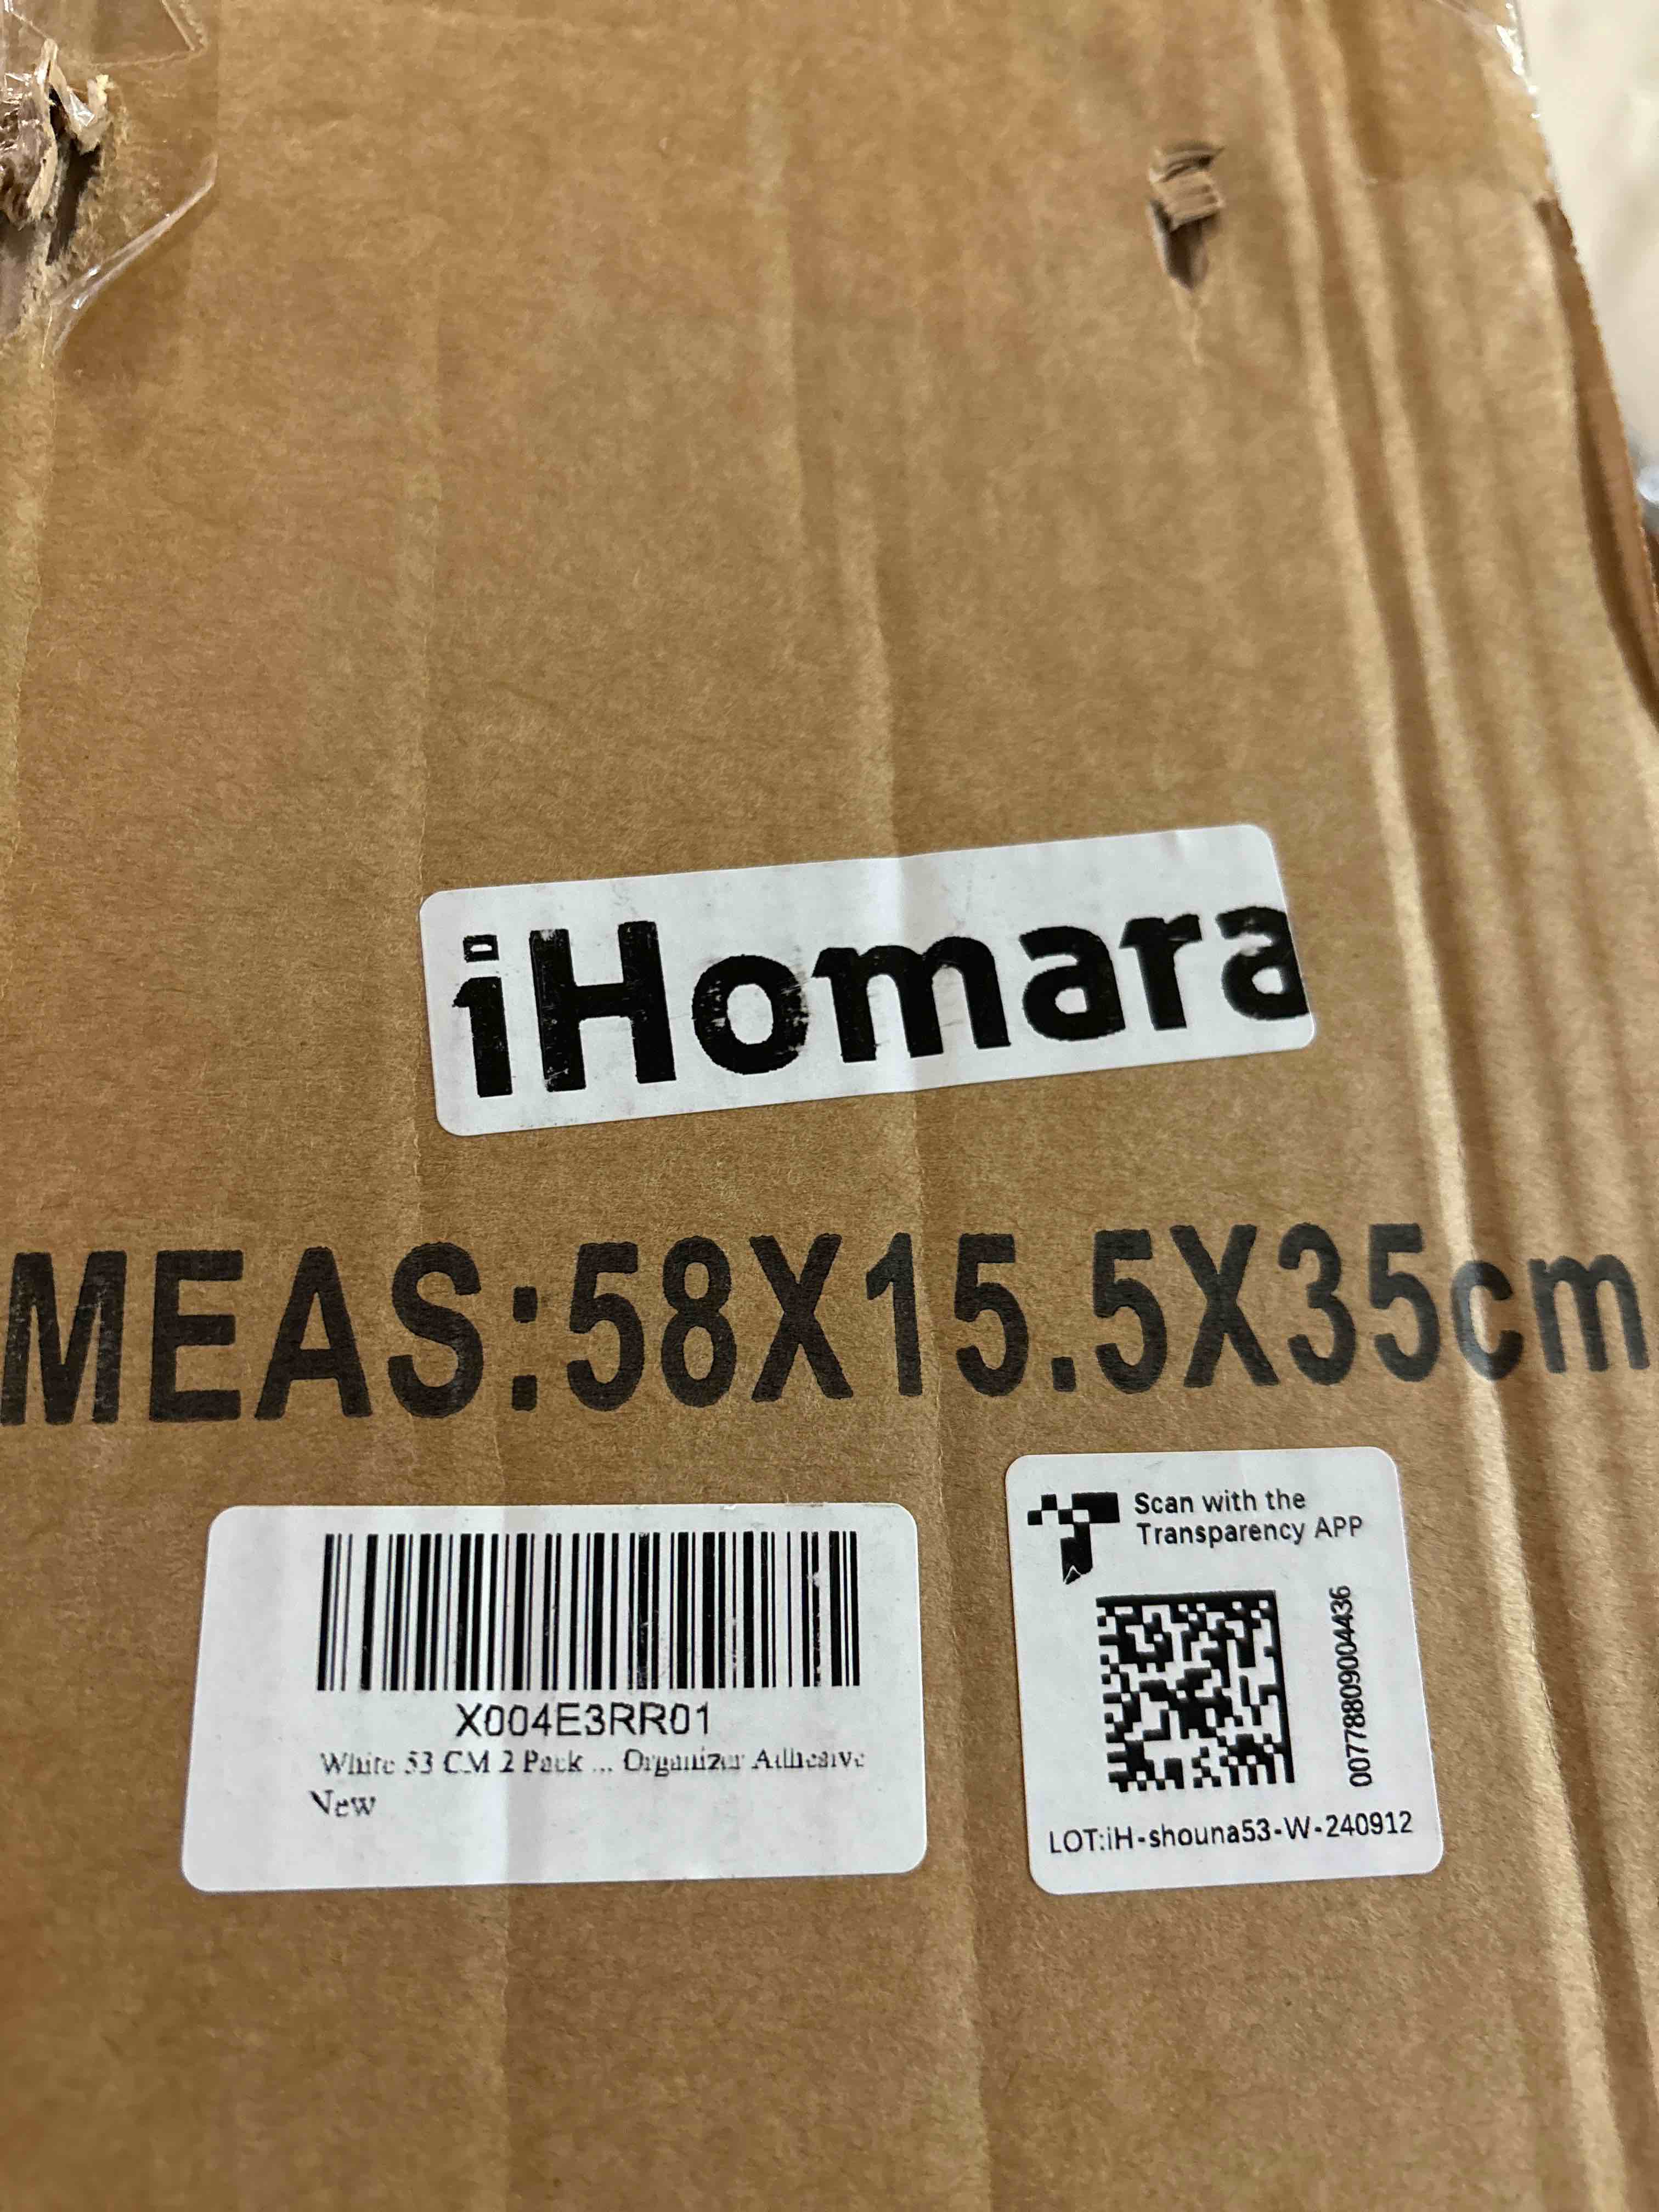 iHomara
MEAS:58X15.5X35cm
Scan with the
Transparency APP
00778809004436
LOT:iH-shouna53-W-240912
X004E3RR01
White 53 CM 2 Pack ... Organizer Adhesive
New